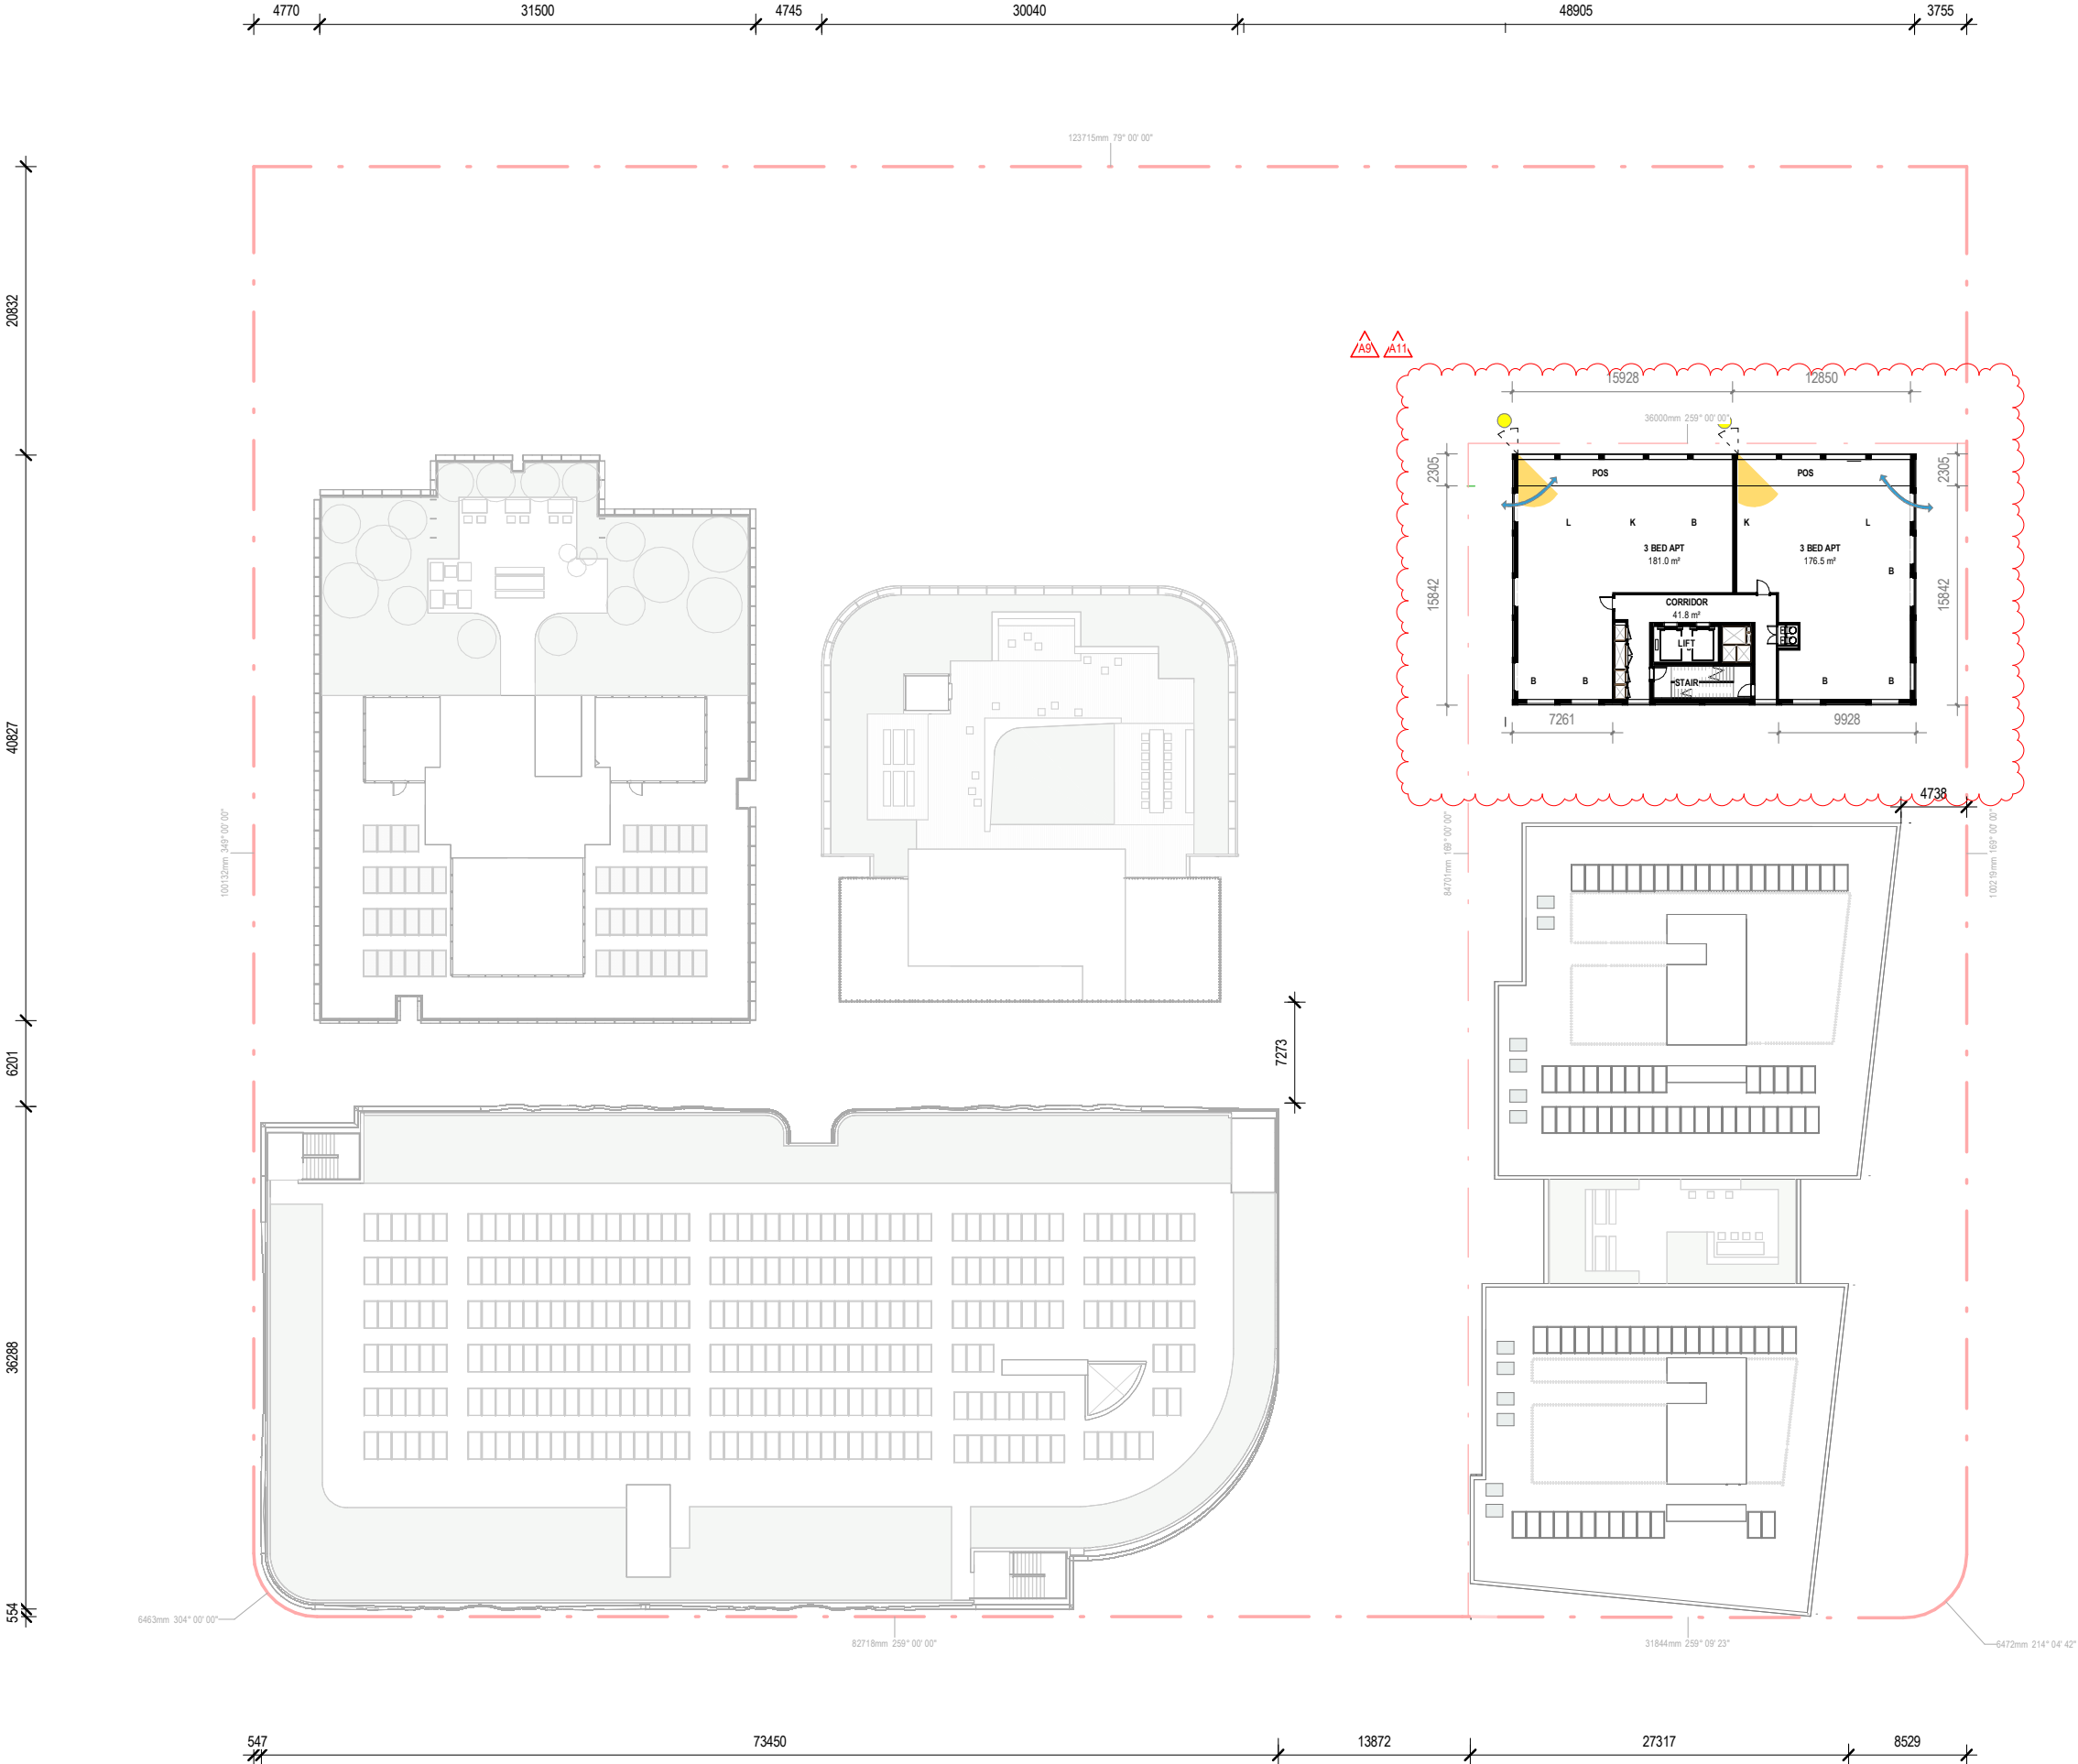 4770 31500 4745 30040 48905 3755
123715mm 79° 00' 00"
20832
A9 A11
15928 12850
36000mm 259° 00' 00"
2305 POS POS 2305
L K B K L
3 BED APT 3 BED APT
181.0 m² 176.5 m²
B
15842 CORRIDOR 15842
41.8 m²
LIFT
B B STAIR B B
7261 9928
40827
4738
100132mm 349° 00' 00" 84701mm 169° 00' 00" 100219mm 169° 00' 00"
6201 7273
36288
554
6463mm 304° 00' 00" 82718mm 259° 00' 00" 31844mm 259° 09' 23" 6472mm 214° 04' 42"
547 73450 13872 27317 8529